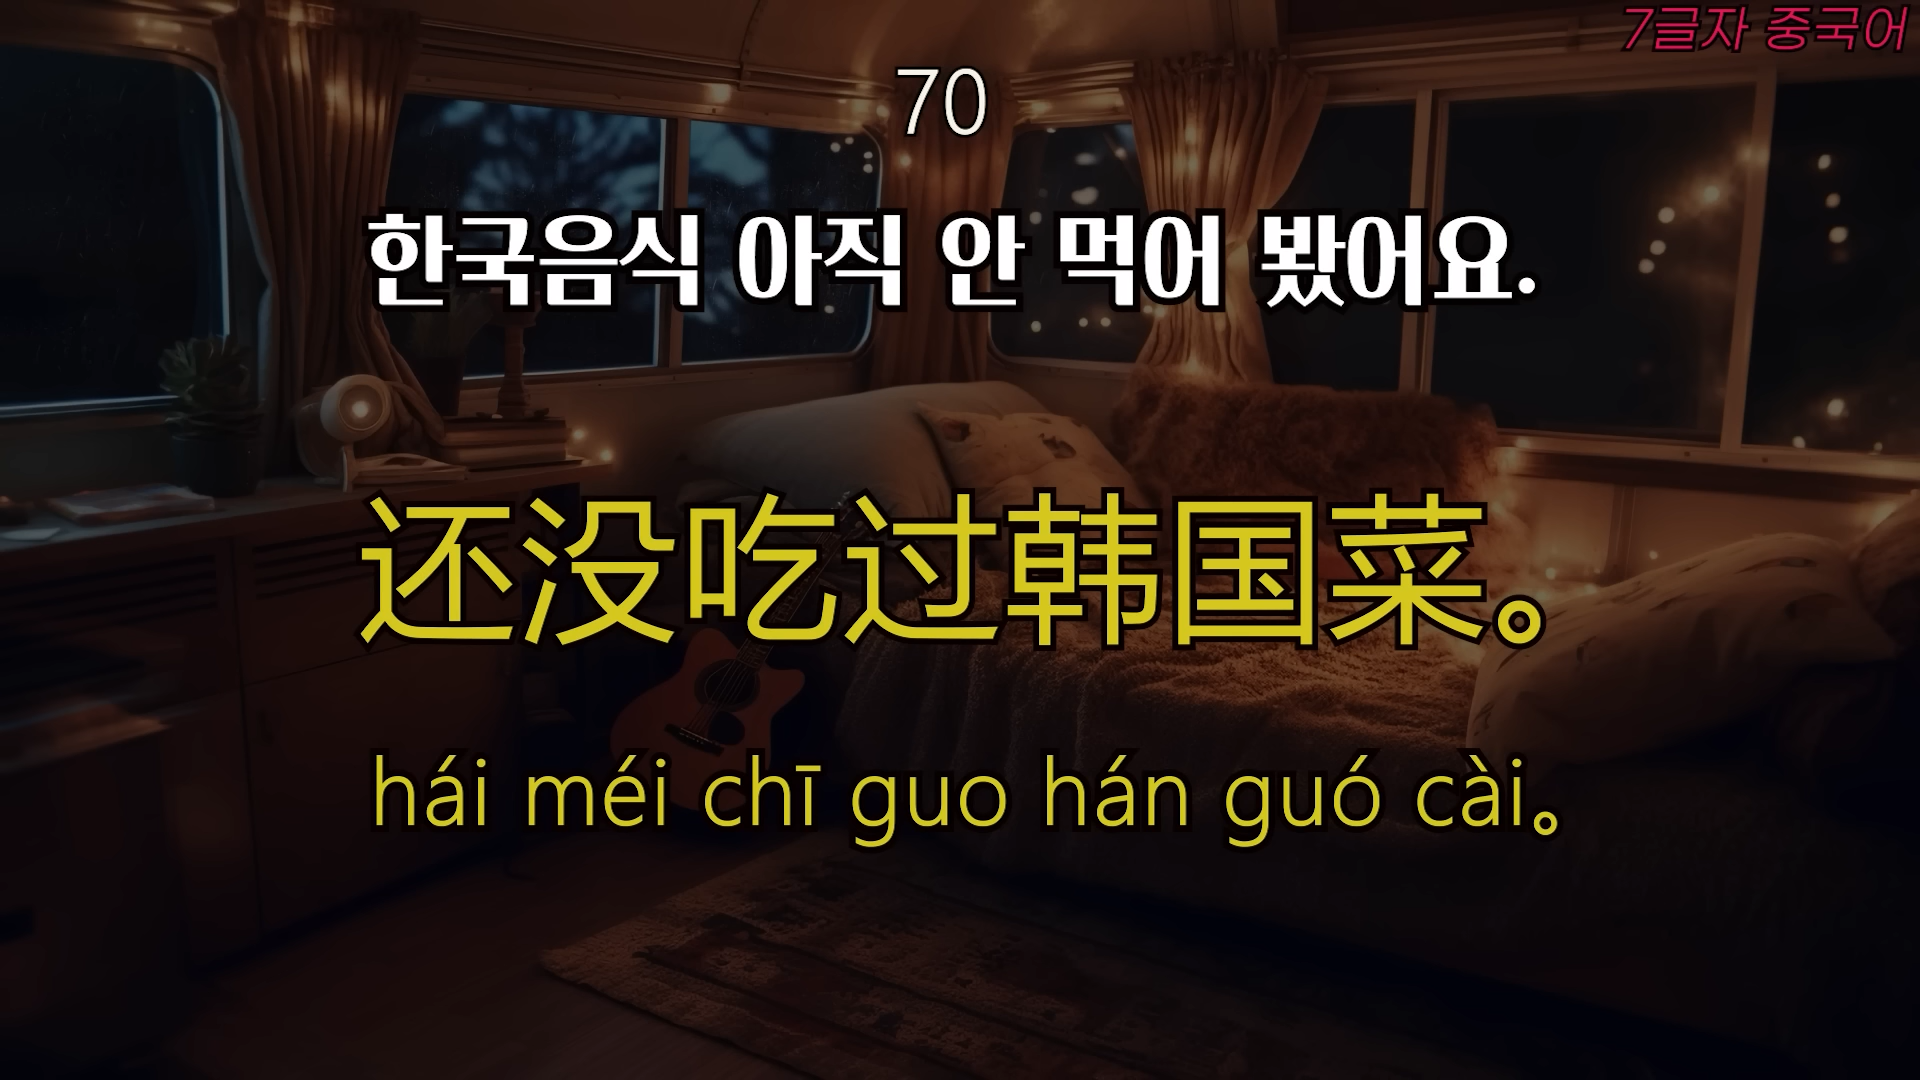 7글자 중국어
70
한국음식 아직 안 먹어 봤어요.
还没吃过韩国菜。
hái méi chī guo hán guó cài。